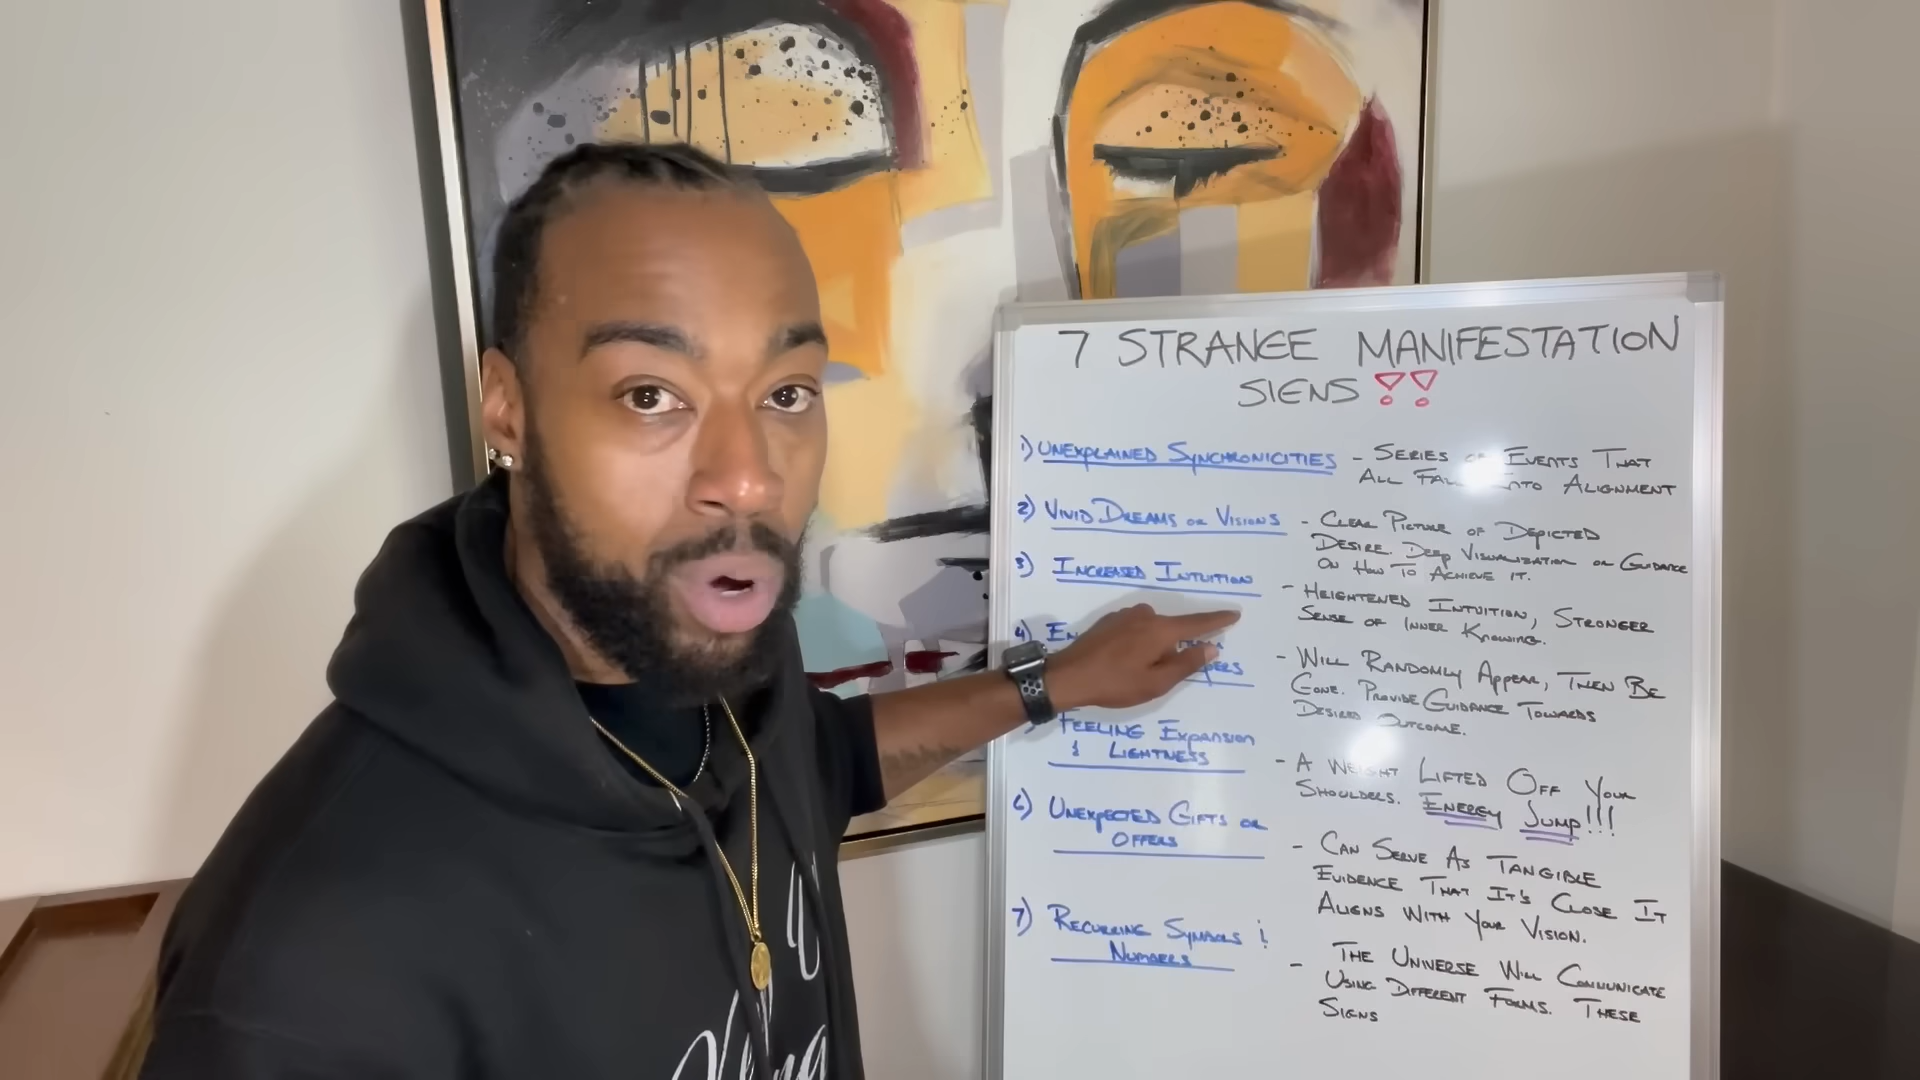 7 STRANGE MANIFESTATION
SIGNS !!
1) UNEXPLAINED SYNCHRONICITIES
- SERIES OF EVENTS THAT
ALL FALL INTO ALIGNMENT
2) VIVID DREAMS OR VISIONS
- CLEAR PICTURE OF DEPICTED
DESIRE. DEEP VISUALIZATION OR GUIDANCE
ON HOW TO ACHIEVE IT.
3) INCREASED INTUITION
- HEIGHTENED INTUITION, STRONGER
SENSE OF INNER KNOWING.
4)
- WILL RANDOMLY APPEAR, THEN BE
GONE. PROVIDE GUIDANCE TOWARDS
DESIRED OUTCOME.
FEELING EXPANSION
& LIGHTNESS
- A WEIGHT LIFTED OFF YOUR
SHOULDERS. ENERGY JUMP!!!
6) UNEXPECTED GIFTS OR
OFFERS
- CAN SERVE AS TANGIBLE
EVIDENCE THAT IT'S CLOSE IT
ALIGNS WITH YOUR VISION.
7) RECURRING SYMBOLS &
NUMBERS
- THE UNIVERSE WILL COMMUNICATE
USING DIFFERENT FORMS. THESE
SIGNS